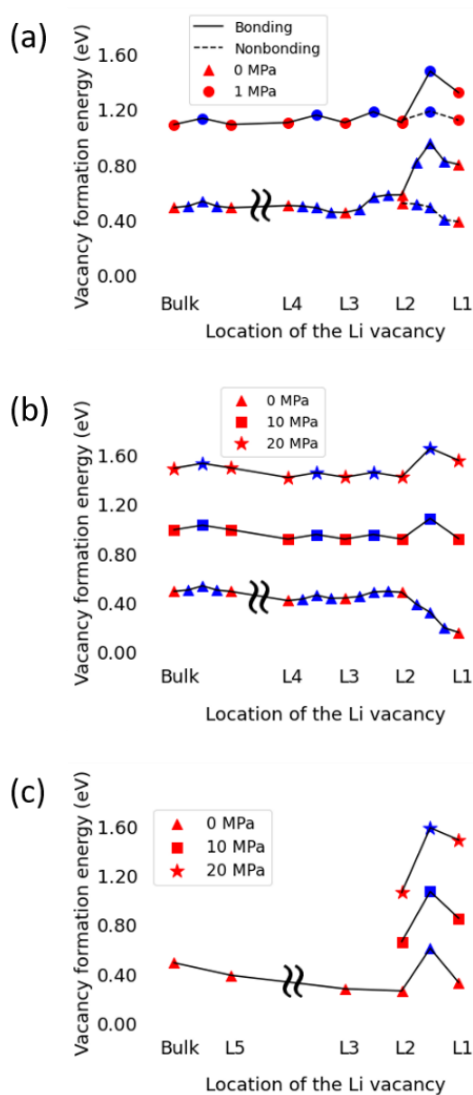 (a)
Vacancy formation energy (eV)
1.60
1.20
0.80
0.40
0.00
Bonding
Nonbonding
0 MPa
1 MPa
Bulk L4 L3 L2 L1
Location of the Li vacancy
(b)
Vacancy formation energy (eV)
1.60
1.20
0.80
0.40
0.00
0 MPa
10 MPa
20 MPa
Bulk L4 L3 L2 L1
Location of the Li vacancy
(c)
Vacancy formation energy (eV)
1.60
1.20
0.80
0.40
0.00
0 MPa
10 MPa
20 MPa
Bulk L5 L3 L2 L1
Location of the Li vacancy